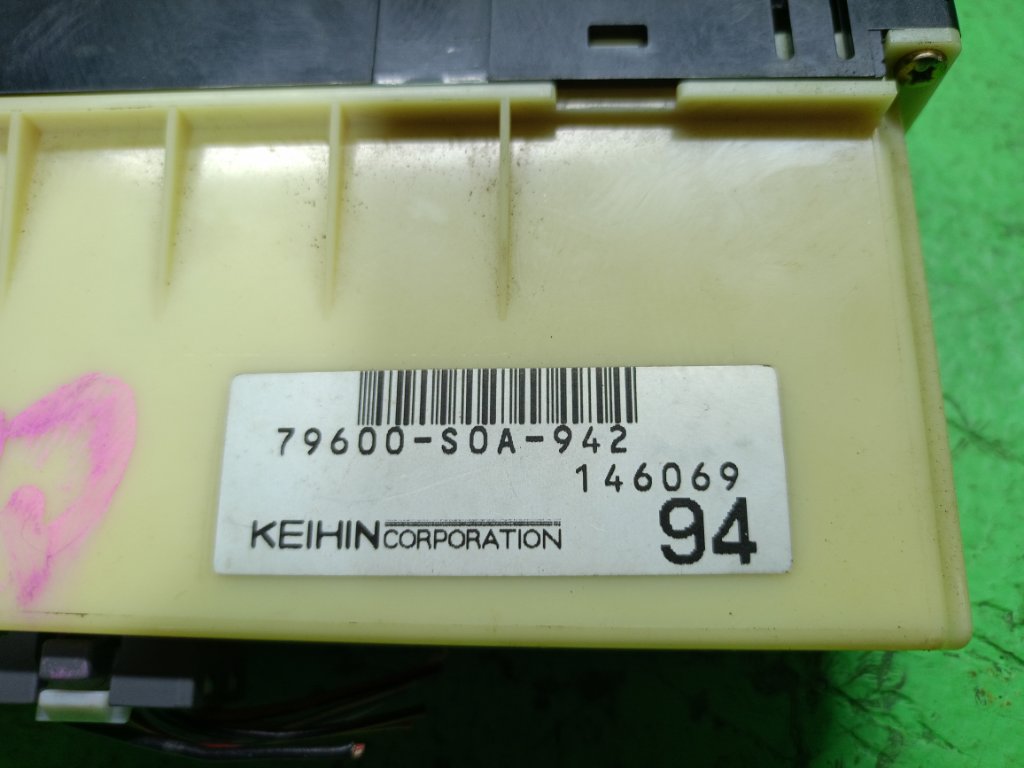 79600-S0A-942
146069
94
KEIHIN CORPORATION